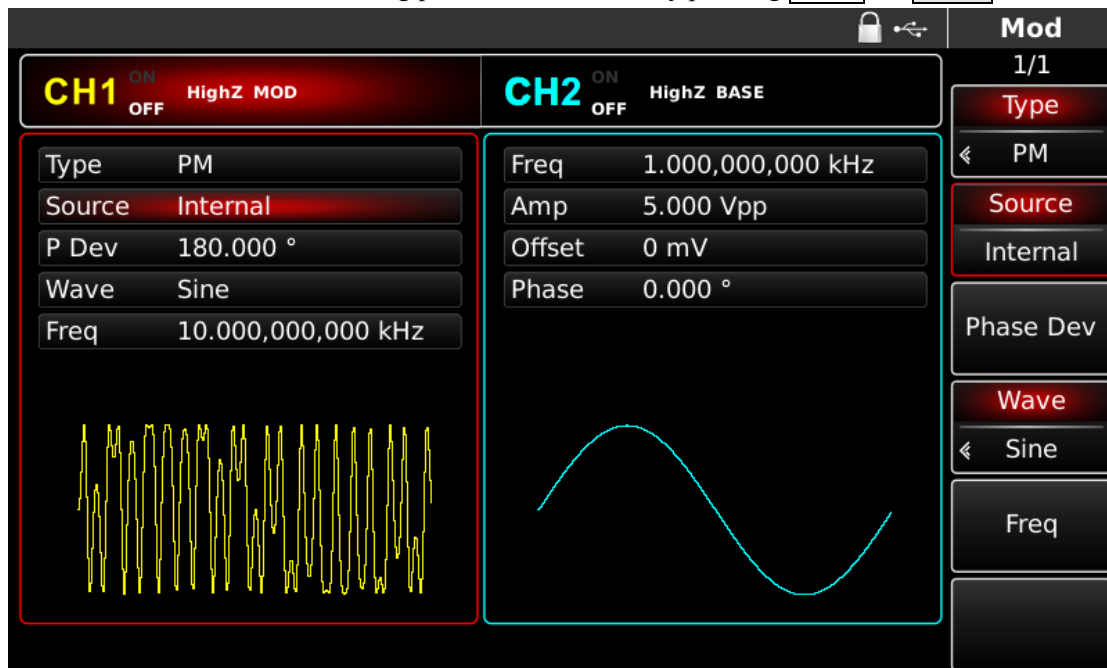 Mod
1/1
CH1 ON OFF HighZ MOD
CH2 ON OFF HighZ BASE
Type PM
Source Internal
P Dev 180.000 °
Wave Sine
Freq 10.000,000,000 kHz
Freq 1.000,000,000 kHz
Amp 5.000 Vpp
Offset 0 mV
Phase 0.000 °
Type
PM
Source
Internal
Phase Dev
Wave
Sine
Freq